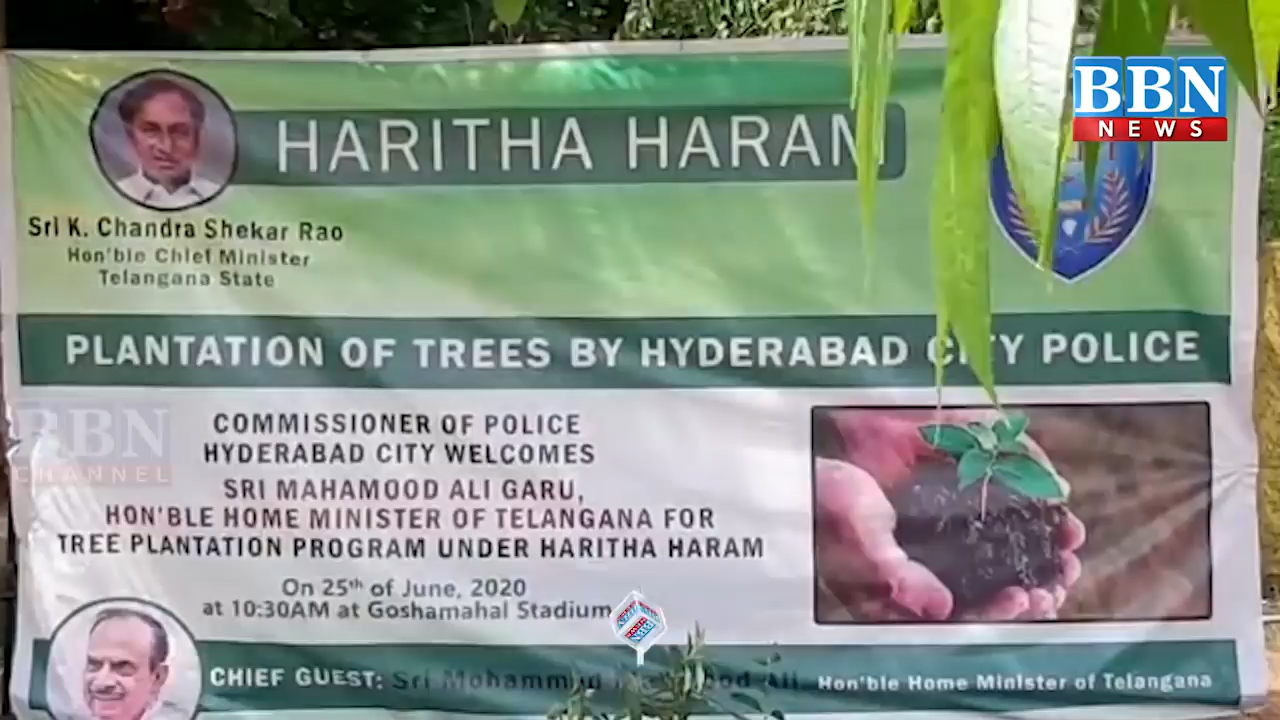 BBN
NEWS
HARITHA HARAM
Sri K. Chandra Shekar Rao
Hon'ble Chief Minister
Telangana State
PLANTATION OF TREES BY HYDERABAD CITY POLICE
BBN
CHANNEL
COMMISSIONER OF POLICE
HYDERABAD CITY WELCOMES
SRI MAHAMOOD ALI GARU,
HON'BLE HOME MINISTER OF TELANGANA FOR
TREE PLANTATION PROGRAM UNDER HARITHA HARAM
On 25th of June, 2020
at 10:30AM at Goshamahal Stadium
CHIEF GUEST: Sri Ali, Hon'ble Home Minister of Telangana